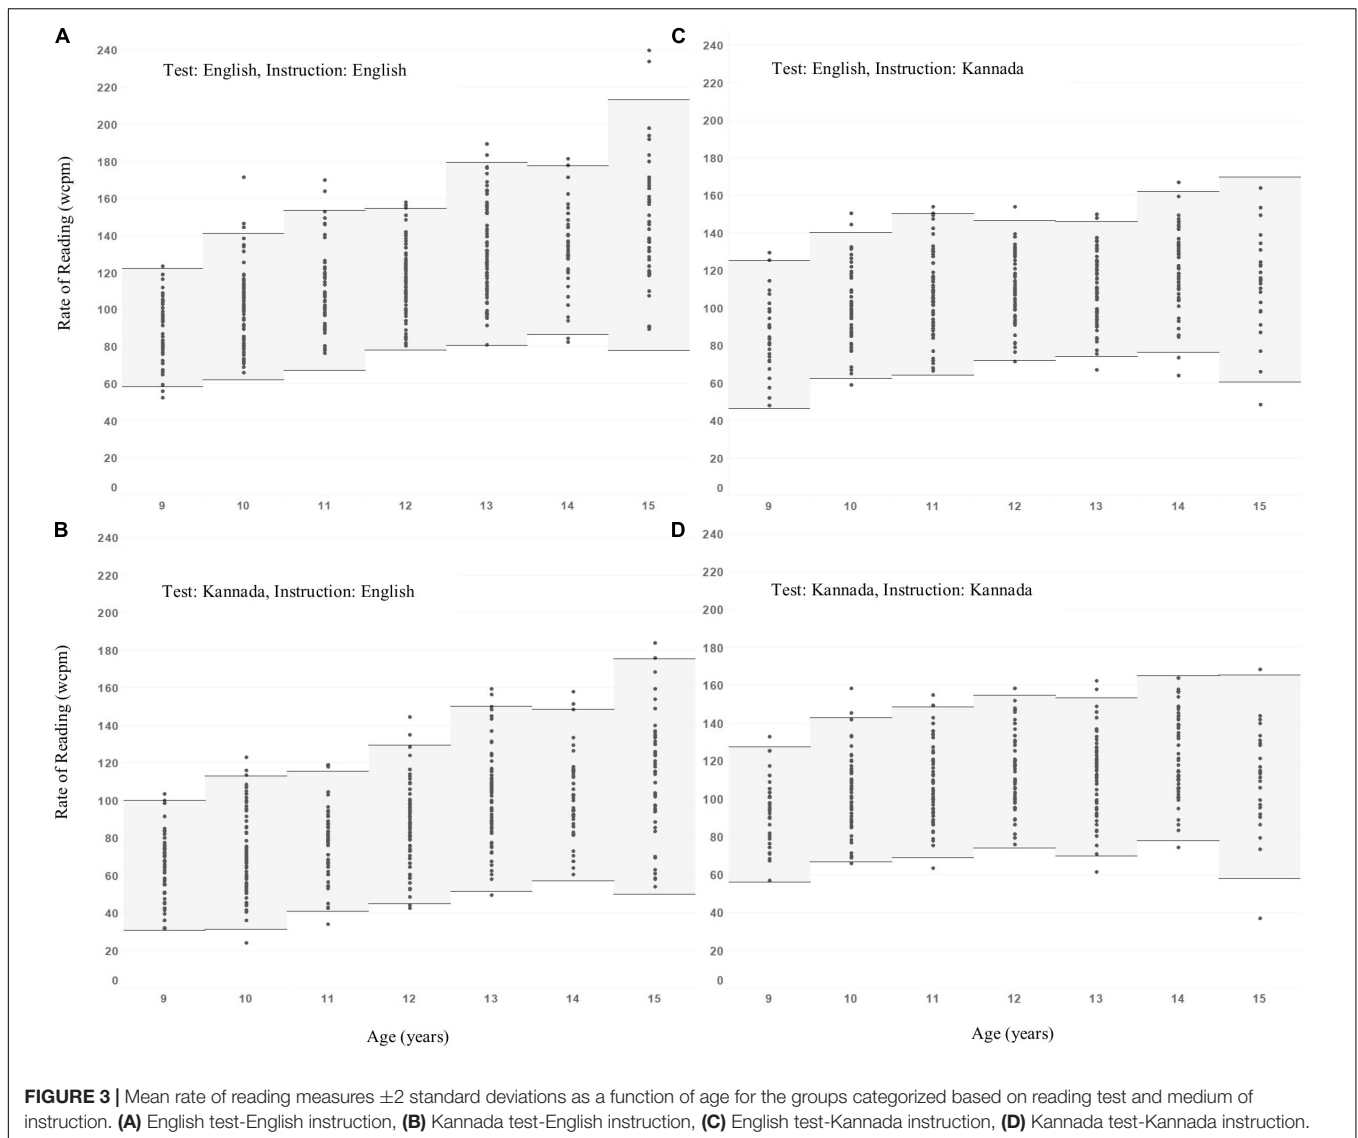 A
240
220
200
180
160
140
120
100
80
60
40
20
0
Rate of Reading (wcpm)
Test: English, Instruction: English
9 10 11 12 13 14 15
C
240
220
200
180
160
140
120
100
80
60
40
20
0
Test: English, Instruction: Kannada
9 10 11 12 13 14 15
B
240
220
200
180
160
140
120
100
80
60
40
20
0
Rate of Reading (wcpm)
Test: Kannada, Instruction: English
9 10 11 12 13 14 15
Age (years)
D
240
220
200
180
160
140
120
100
80
60
40
20
0
Test: Kannada, Instruction: Kannada
9 10 11 12 13 14 15
Age (years)
FIGURE 3 | Mean rate of reading measures ±2 standard deviations as a function of age for the groups categorized based on reading test and medium of
instruction. (A) English test-English instruction, (B) Kannada test-English instruction, (C) English test-Kannada instruction, (D) Kannada test-Kannada instruction.